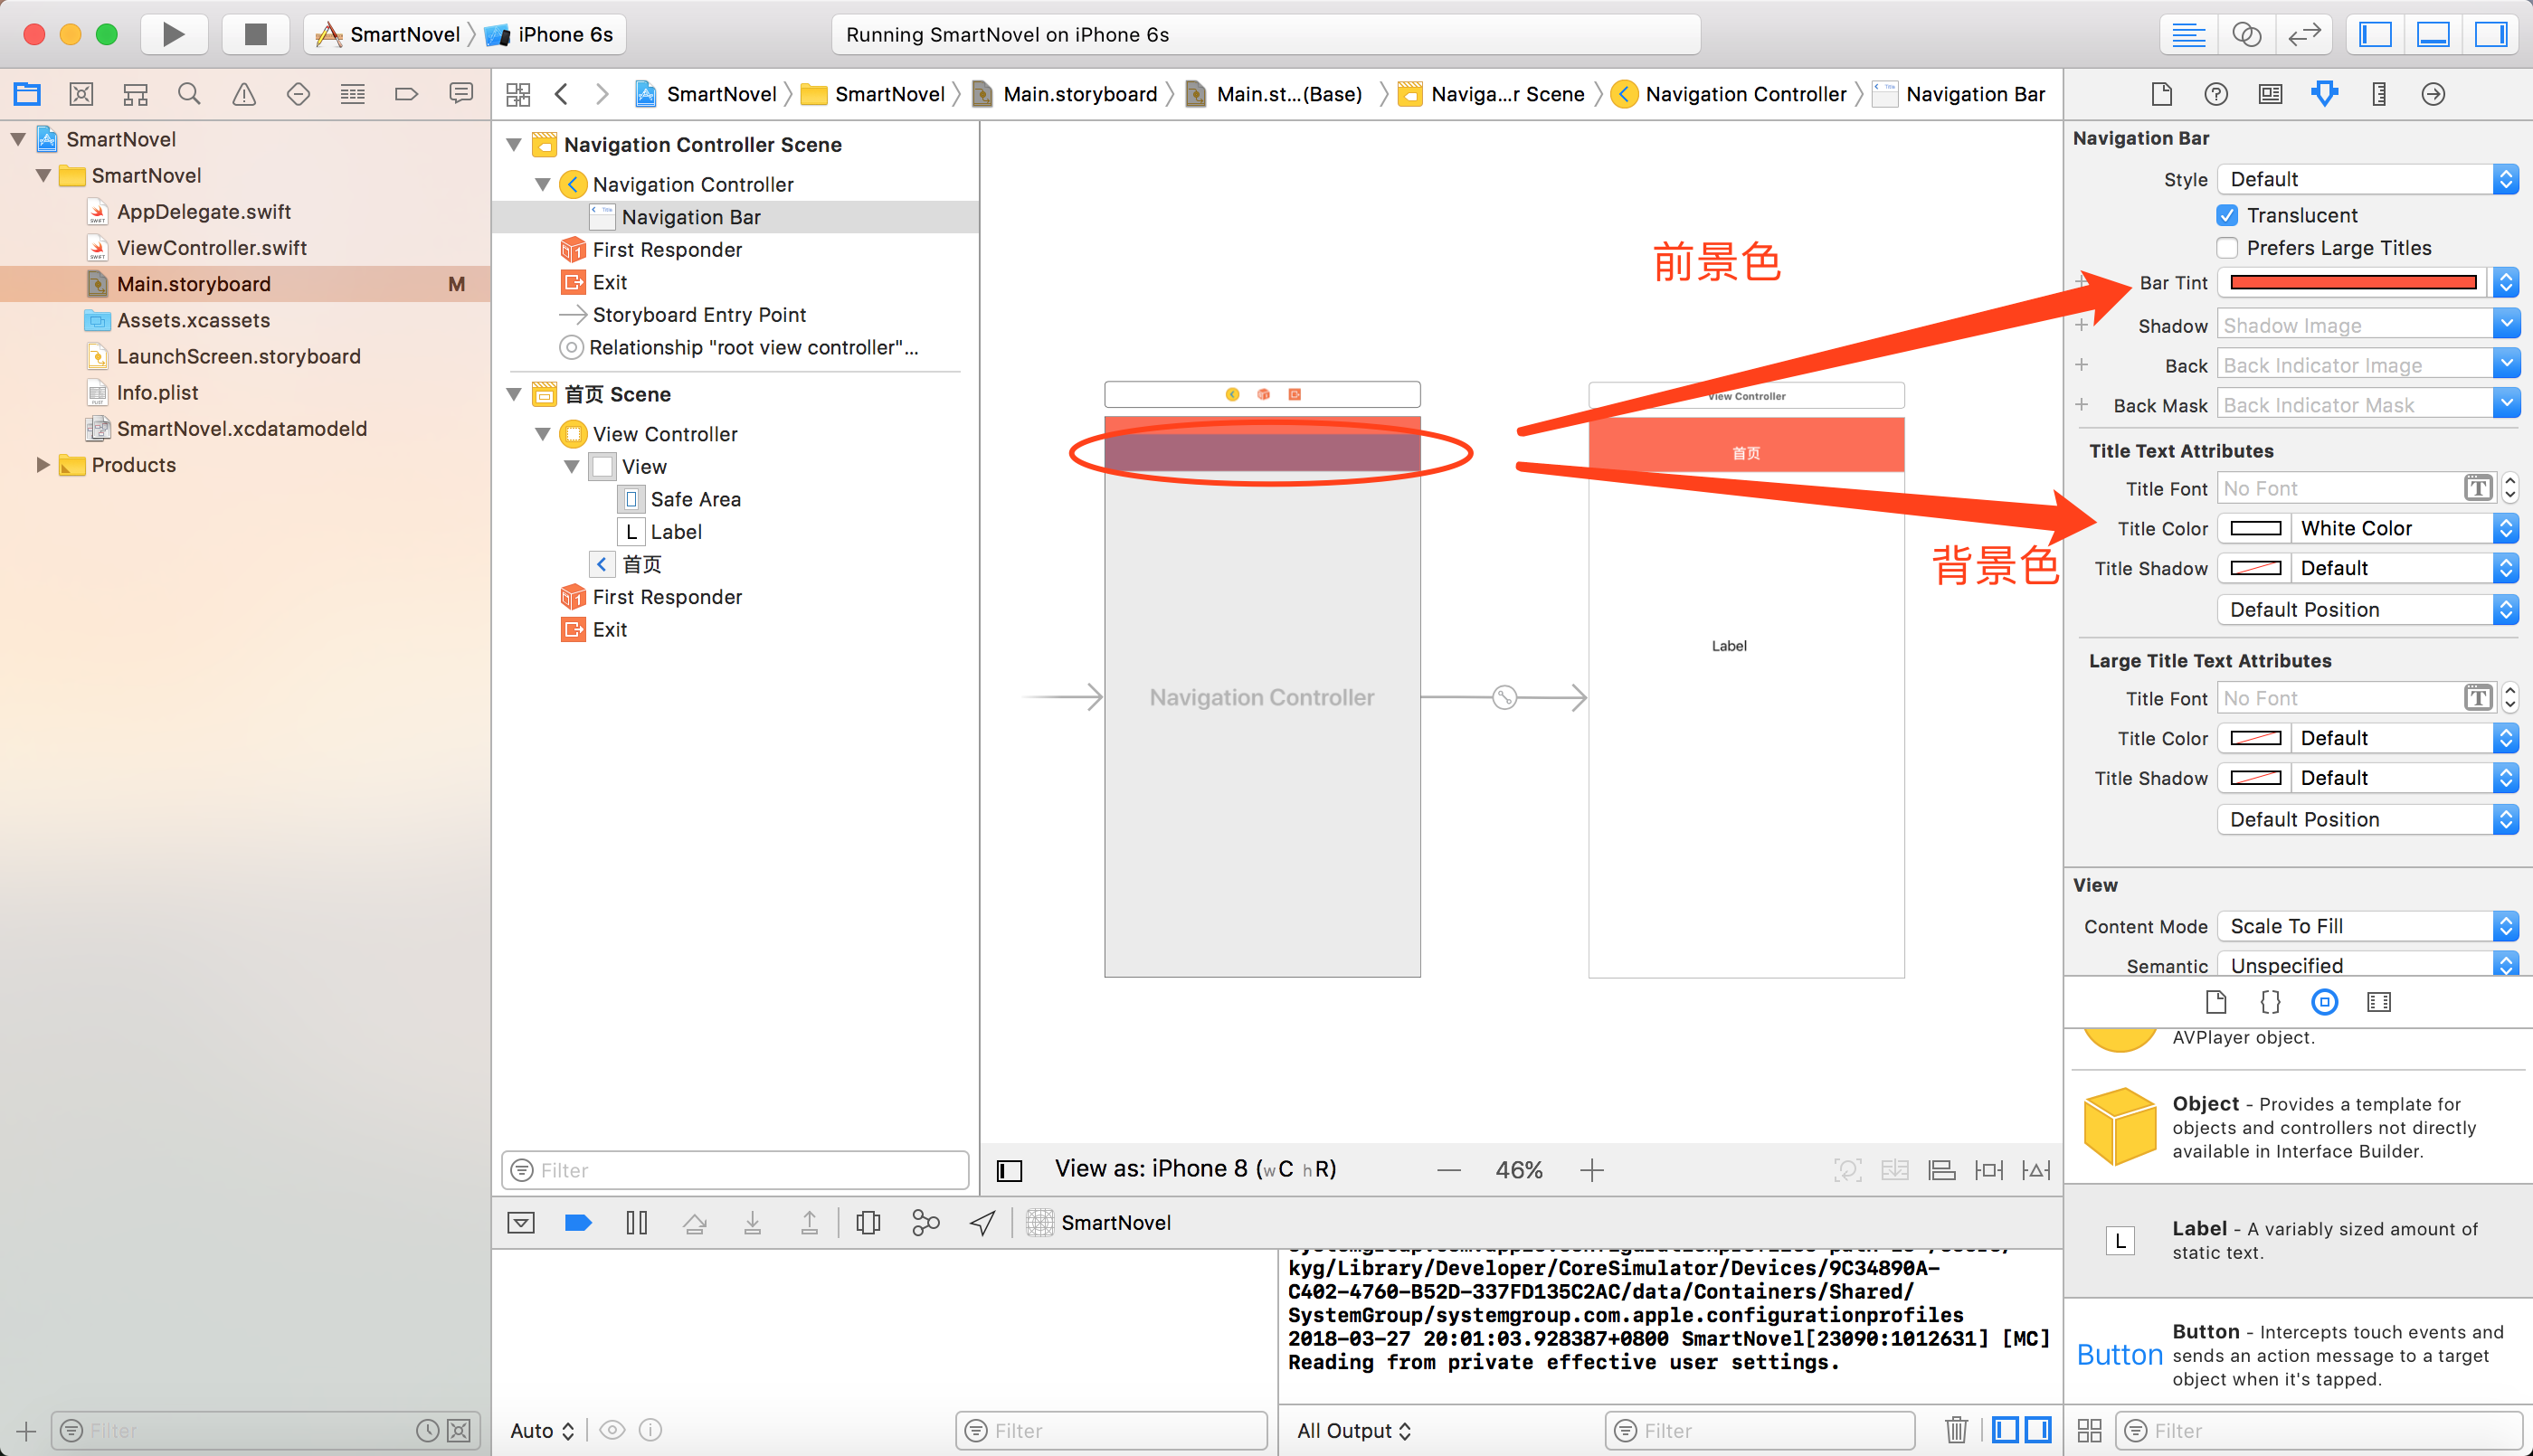 SmartNovel
iPhone 6s
Running SmartNovel on iPhone 6s
SmartNovel
SmartNovel
AppDelegate.swift
ViewController.swift
Main.storyboard
M
Assets.xcassets
LaunchScreen.storyboard
Info.plist
SmartNovel.xcdatamodeld
Products
Filter
SmartNovel
SmartNovel
Main.storyboard
Main.st...(Base)
Naviga...r Scene
Navigation Controller
Navigation Bar
Navigation Controller Scene
Navigation Controller
Navigation Bar
First Responder
Exit
Storyboard Entry Point
Relationship "root view controller"...
首页 Scene
View Controller
View
Safe Area
L
Label
首页
First Responder
Exit
Filter
前景色
背景色
Navigation Controller
View Controller
首页
Label
View as: iPhone 8 (wC hR)
46%
SmartNovel
kyg/Library/Developer/CoreSimulator/Devices/9C34890A-
C402-4760-B52D-337FD135C2AC/data/Containers/Shared/
SystemGroup/systemgroup.com.apple.configurationprofiles
2018-03-27 20:01:03.928387+0800 SmartNovel[23090:1012631] [MC]
Reading from private effective user settings.
Auto
Filter
All Output
Filter
Navigation Bar
Style Default
Translucent
Prefers Large Titles
Bar Tint
Shadow Shadow Image
Back Back Indicator Image
Back Mask Back Indicator Mask
Title Text Attributes
Title Font No Font
Title Color White Color
Title Shadow Default
Default Position
Large Title Text Attributes
Title Font No Font
Title Color Default
Title Shadow Default
Default Position
View
Content Mode Scale To Fill
Semantic Unspecified
AVPlayer object.
Object - Provides a template for
objects and controllers not directly
available in Interface Builder.
L
Label - A variably sized amount of
static text.
Button
Button - Intercepts touch events and
sends an action message to a target
object when it's tapped.
Filter